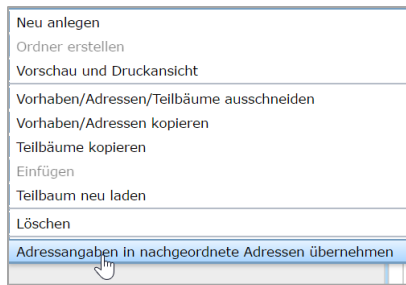 Neu anlegen
Ordner erstellen
Vorschau und Druckansicht
Vorhaben/Adressen/Teilbäume ausschneiden
Vorhaben/Adressen kopieren
Teilbäume kopieren
Einfügen
Teilbaum neu laden
Löschen
Adressangaben in nachgeordnete Adressen übernehmen